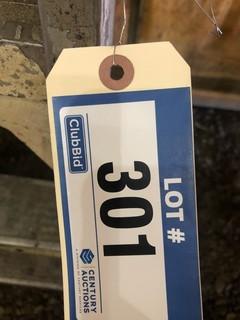 LOT #
301
ClubBid
CENTURY
AUCTIONS